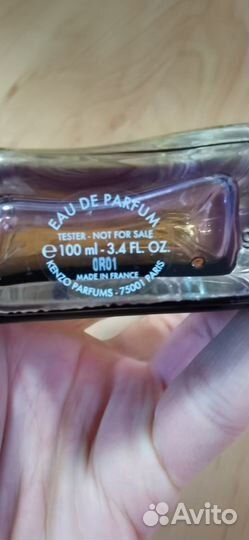 EAU DE PARFUM
TESTER - NOT FOR SALE
℮ 100 ml - 3.4 FL. OZ.
0R01
MADE IN FRANCE
KENZO PARFUMS - 75001 PARIS
Avito